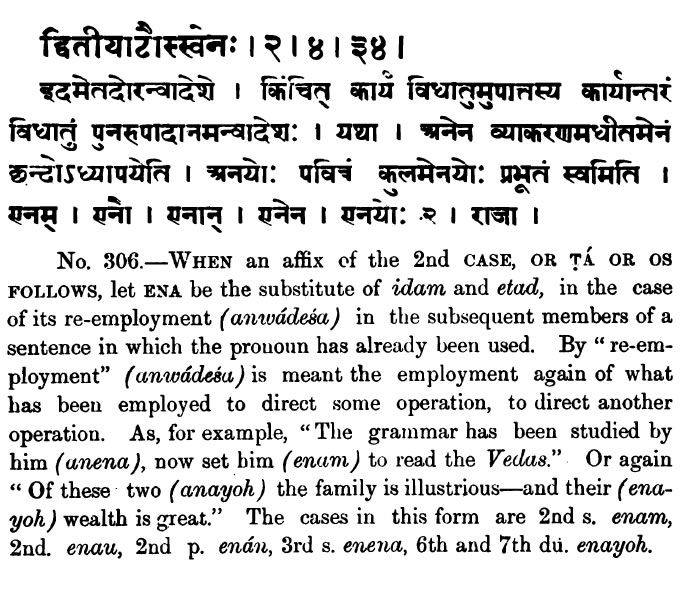 द्वितीयाटौस्स्वेनः । २ । ४ । ३४ ।
इदमेतदोरन्वादेशे । किंचित् कार्यं विधातुमुपात्तस्य कार्यान्तरं
विधातुं पुनरुपादानमन्वादेशः । यथा । अनेन व्याकरणमधीतमेनं
छन्दोऽध्यापयेति । अनयोः पवित्रं कुलमेनयोः प्रभूतं स्वमिति ।
एनम् । एनौ । एनान् । एनेन । एनयोः २ । राजा ।
No. 306.—WHEN an affix of the 2nd CASE, OR ṬÁ OR OS
FOLLOWS, let ENA be the substitute of idam and etad, in the case
of its re-employment (anwádeśa) in the subsequent members of a
sentence in which the pronoun has already been used. By “re-em-
ployment” (anwádeśa) is meant the employment again of what
has been employed to direct some operation, to direct another
operation. As, for example, “The grammar has been studied by
him (anena), now set him (enam) to read the Vedas.” Or again
“Of these two (anayoh) the family is illustrious—and their (ena-
yoh) wealth is great.” The cases in this form are 2nd s. enam,
2nd. enau, 2nd p. enán, 3rd s. enena, 6th and 7th du. enayoh.